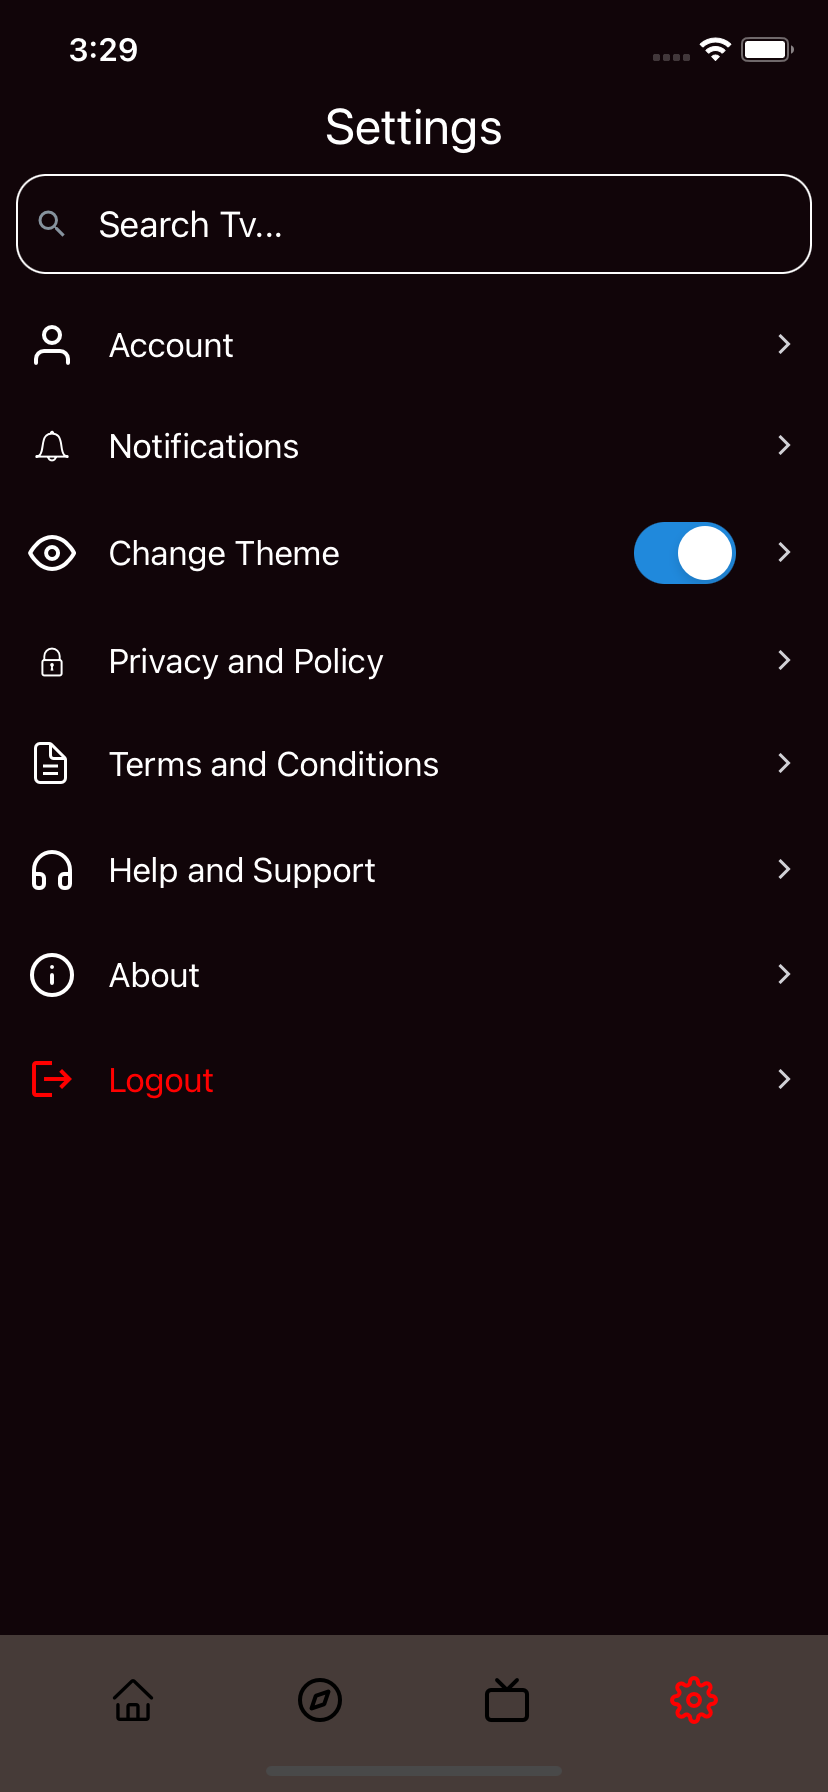 3:29
Settings
Search Tv...
Account
Notifications
Change Theme
Privacy and Policy
Terms and Conditions
Help and Support
About
Logout